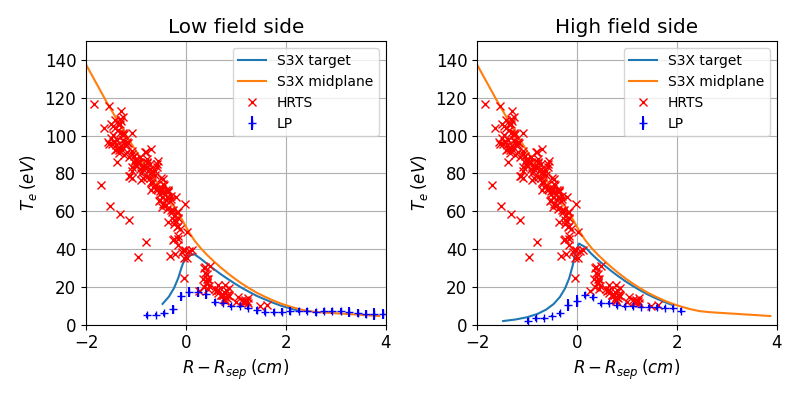 Low field side
140
120
100
80
60
40
20
0
T_e (eV)
−2
0
2
4
R − R_sep (cm)
S3X target
S3X midplane
HRTS
LP
High field side
140
120
100
80
60
40
20
0
T_e (eV)
−2
0
2
4
R − R_sep (cm)
S3X target
S3X midplane
HRTS
LP